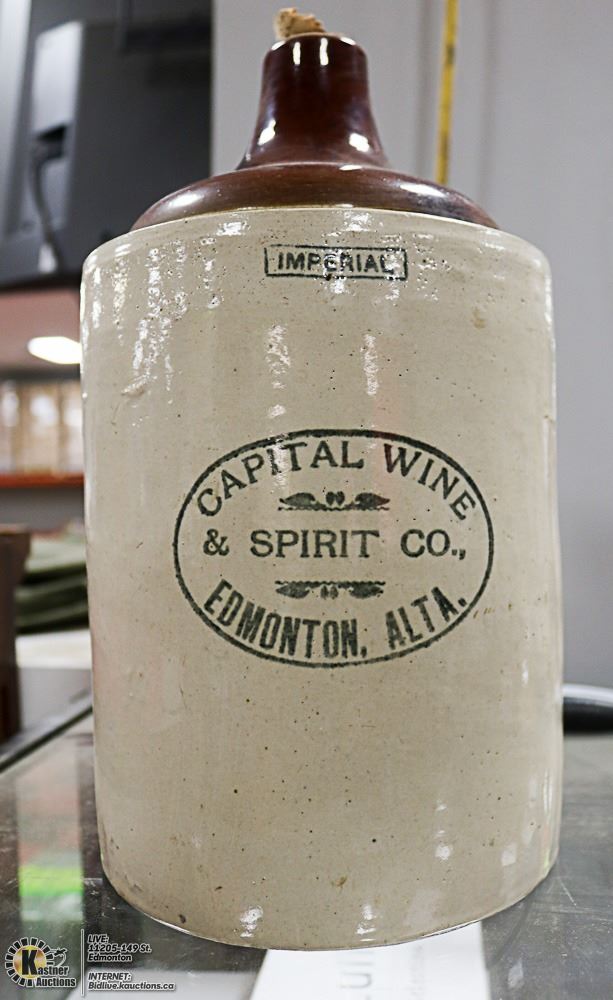 IMPERIAL
CAPITAL WINE
& SPIRIT CO.,
EDMONTON, ALTA.
Kastner
Auctions
LIVE:
11205-149 St.
Edmonton
INTERNET:
Bidlive.kauctions.ca